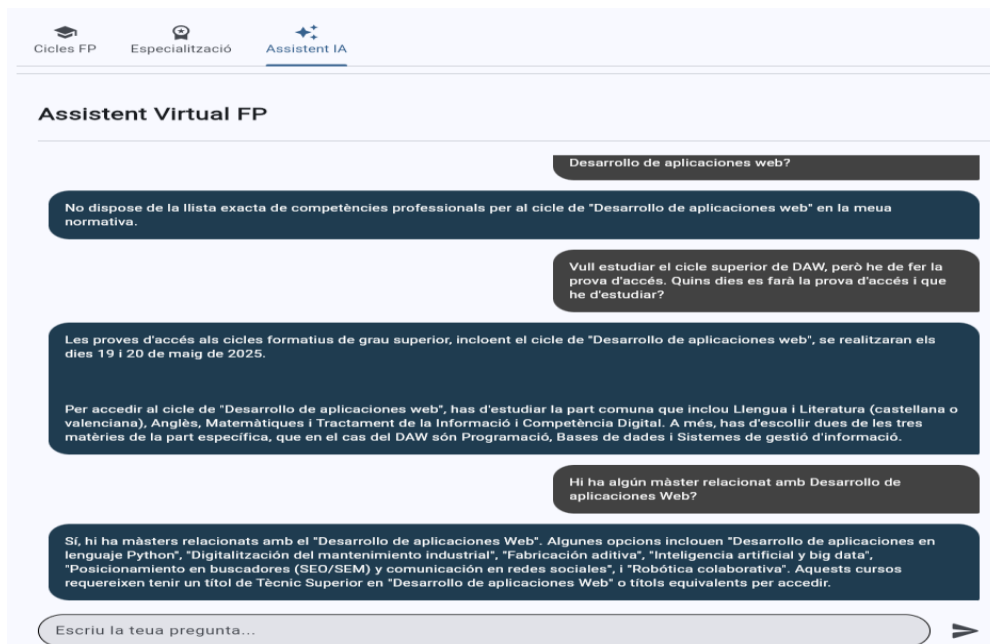 Cicles FP
Especialització
Assistent IA
Assistent Virtual FP
Desarrollo de aplicaciones web?
No dispose de la llista exacta de competències professionals per al cicle de "Desarrollo de aplicaciones web" en la meua
normativa.
Vull estudiar el cicle superior de DAW, però he de fer la
prova d'accés. Quins dies es farà la prova d'accés i que
he d'estudiar?
Les proves d'accés als cicles formatius de grau superior, incloent el cicle de "Desarrollo de aplicaciones web", se realitzaran els
dies 19 i 20 de maig de 2025.
Per accedir al cicle de "Desarrollo de aplicaciones web", has d'estudiar la part comuna que inclou Llengua i Literatura (castellana o
valenciana), Anglès, Matemàtiques i Tractament de la Informació i Competència Digital. A més, has d'escollir dues de les tres
matèries de la part específica, que en el cas del DAW són Programació, Bases de dades i Sistemes de gestió d'informació.
Hi ha algún màster relacionat amb Desarrollo de
aplicaciones Web?
Sí, hi ha màsters relacionats amb el "Desarrollo de aplicaciones Web". Algunes opcions inclouen "Desarrollo de aplicaciones en
lenguaje Python", "Digitalització del mantenimiento industrial", "Fabricación aditiva", "Inteligencia artificial y big data",
"Posicionamiento en buscadores (SEO/SEM) y comunicación en redes
sociales", i "Robótica colaborativa". Aquests cursos
requereixen tenir un títol de Tècnic Superior en "Desarrollo de aplicaciones Web" o títols equivalents per accedir.
Escriu la teua pregunta...